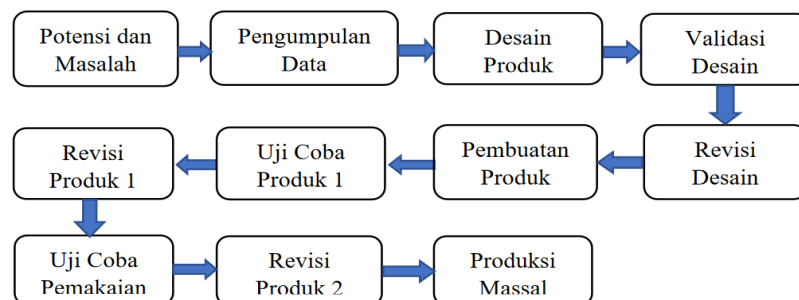 Potensi dan
Masalah
Pengumpulan
Data
Desain
Produk
Validasi
Desain
Revisi
Desain
Pembuatan
Produk
Uji Coba
Produk 1
Revisi
Produk 1
Uji Coba
Pemakaian
Revisi
Produk 2
Produksi
Massal